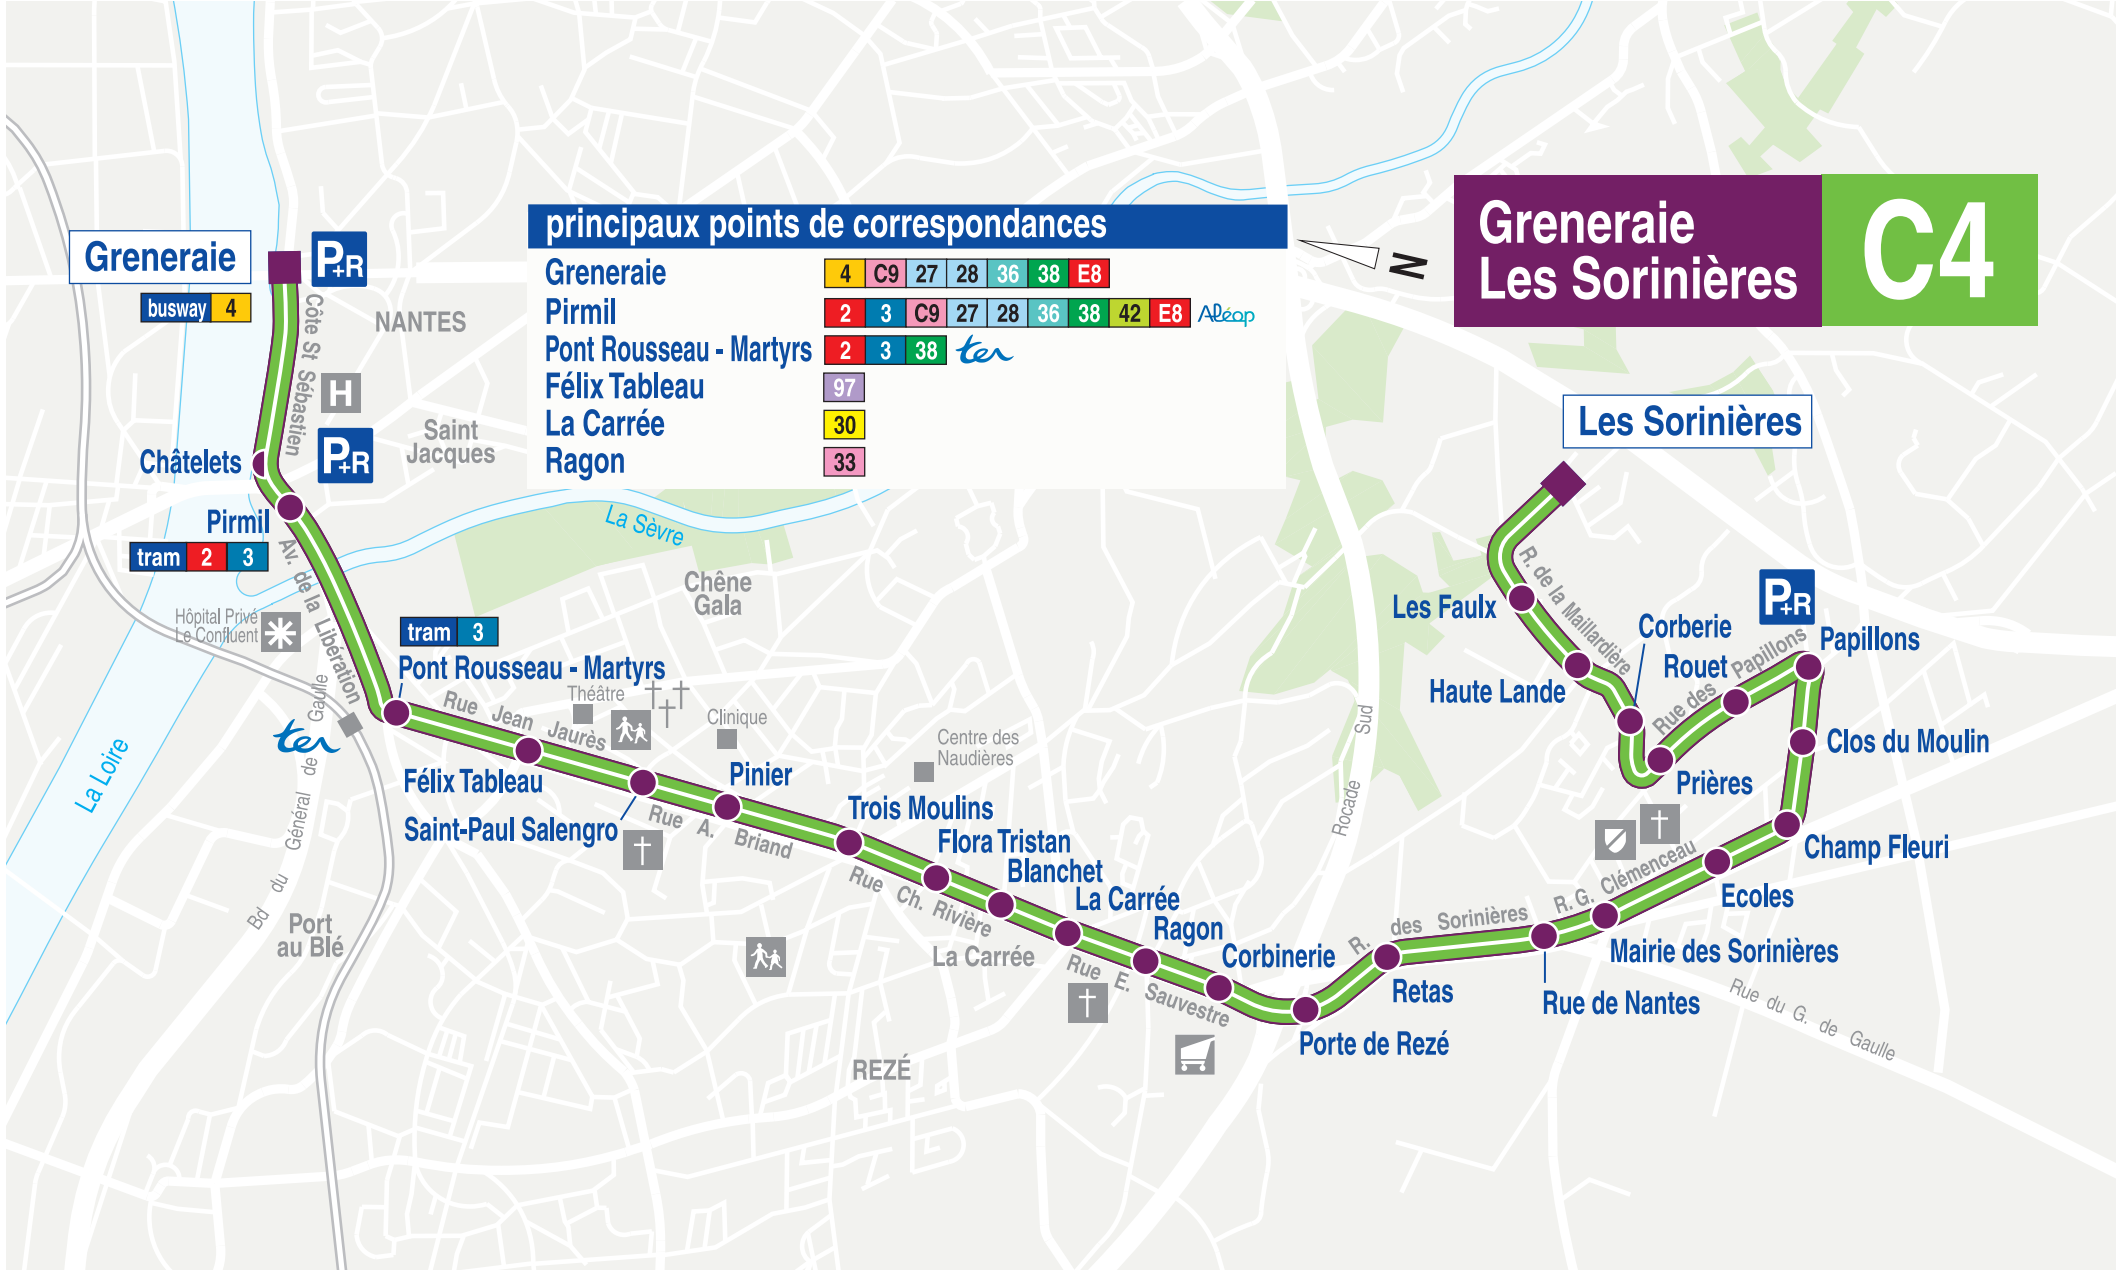 Greneraie
Les Sorinières
C4
N
principaux points de correspondances
Greneraie 4 C9 27 28 36 38 E8
Pirmil 2 3 C9 27 28 36 38 42 E8 Aléop
Pont Rousseau - Martyrs 2 3 38 ter
Félix Tableau 97
La Carrée 30
Ragon 33
Greneraie
P+R
busway 4
Côte St Sébastien
NANTES
H
Saint
Jacques
Châtelets
P+R
Pirmil
tram 2 3
La Sèvre
Av. de la Libération
Hôpital Privé
Le Confluent
Chêne
Gala
tram 3
Pont Rousseau - Martyrs
ter
La Loire
Bd du Général de Gaulle
Port
au Blé
Rue Jean Jaurès
Théâtre
Clinique
Centre des
Naudières
Félix Tableau
Saint-Paul Salengro
Pinier
Rue A. Briand
Trois Moulins
Flora Tristan
Blanchet
La Carrée
Ragon
Corbinerie
Rue Ch. Rivière
La Carrée
Rue E. Sauvestre
REZÉ
Porte de Rezé
Rocade Sud
R. des Sorinières
Retas
Rue de Nantes
R. G. Clémenceau
Mairie des Sorinières
Rue du G. de Gaulle
Ecoles
Champ Fleuri
Clos du Moulin
Papillons
P+R
Rue des Papillons
Rouet
Prières
Corberie
Haute Lande
R. de la Maillardière
Les Faulx
Les Sorinières